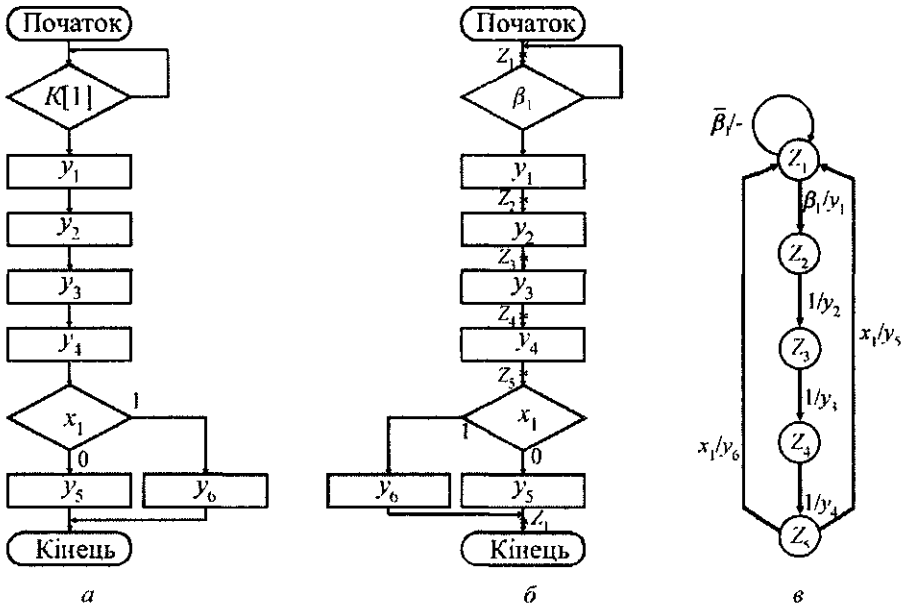 Початок
K[1]
y₁
y₂
y₃
y₄
x₁
1
0
y₅
y₆
Кінець
а
Початок
Z₁
β₁
y₁
Z₂
y₂
Z₃
y₃
Z₄
y₄
Z₅
x₁
1
0
y₆
y₅
Z₁
Кінець
б
β̅₁/-
Z₁
β₁/y₁
Z₂
1/y₂
Z₃
x₁/y₅
1/y₃
x₁/y₆
Z₄
1/y₄
Z₅
в